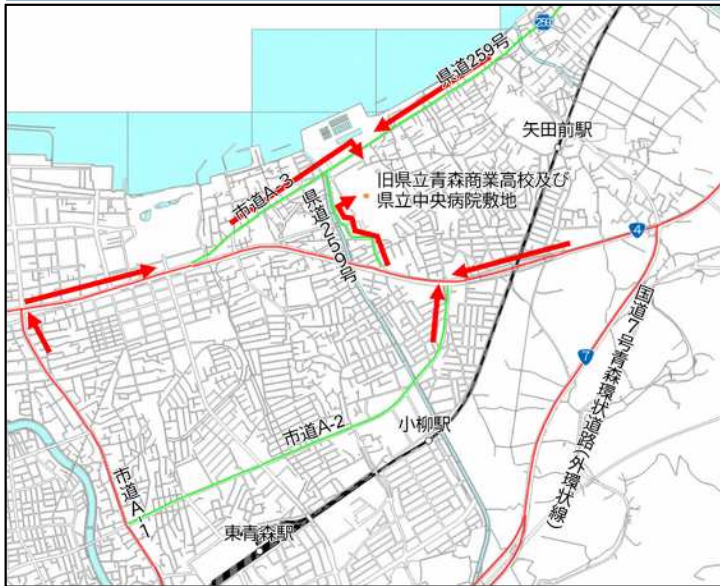 259
県道259号
矢田前駅
旧県立青森商業高校及び
県立中央病院敷地
市道A-3
県道259号
4
国道7号青森環状道路(外環状線)
7
市道A-2
小柳駅
市道A-1
東青森駅